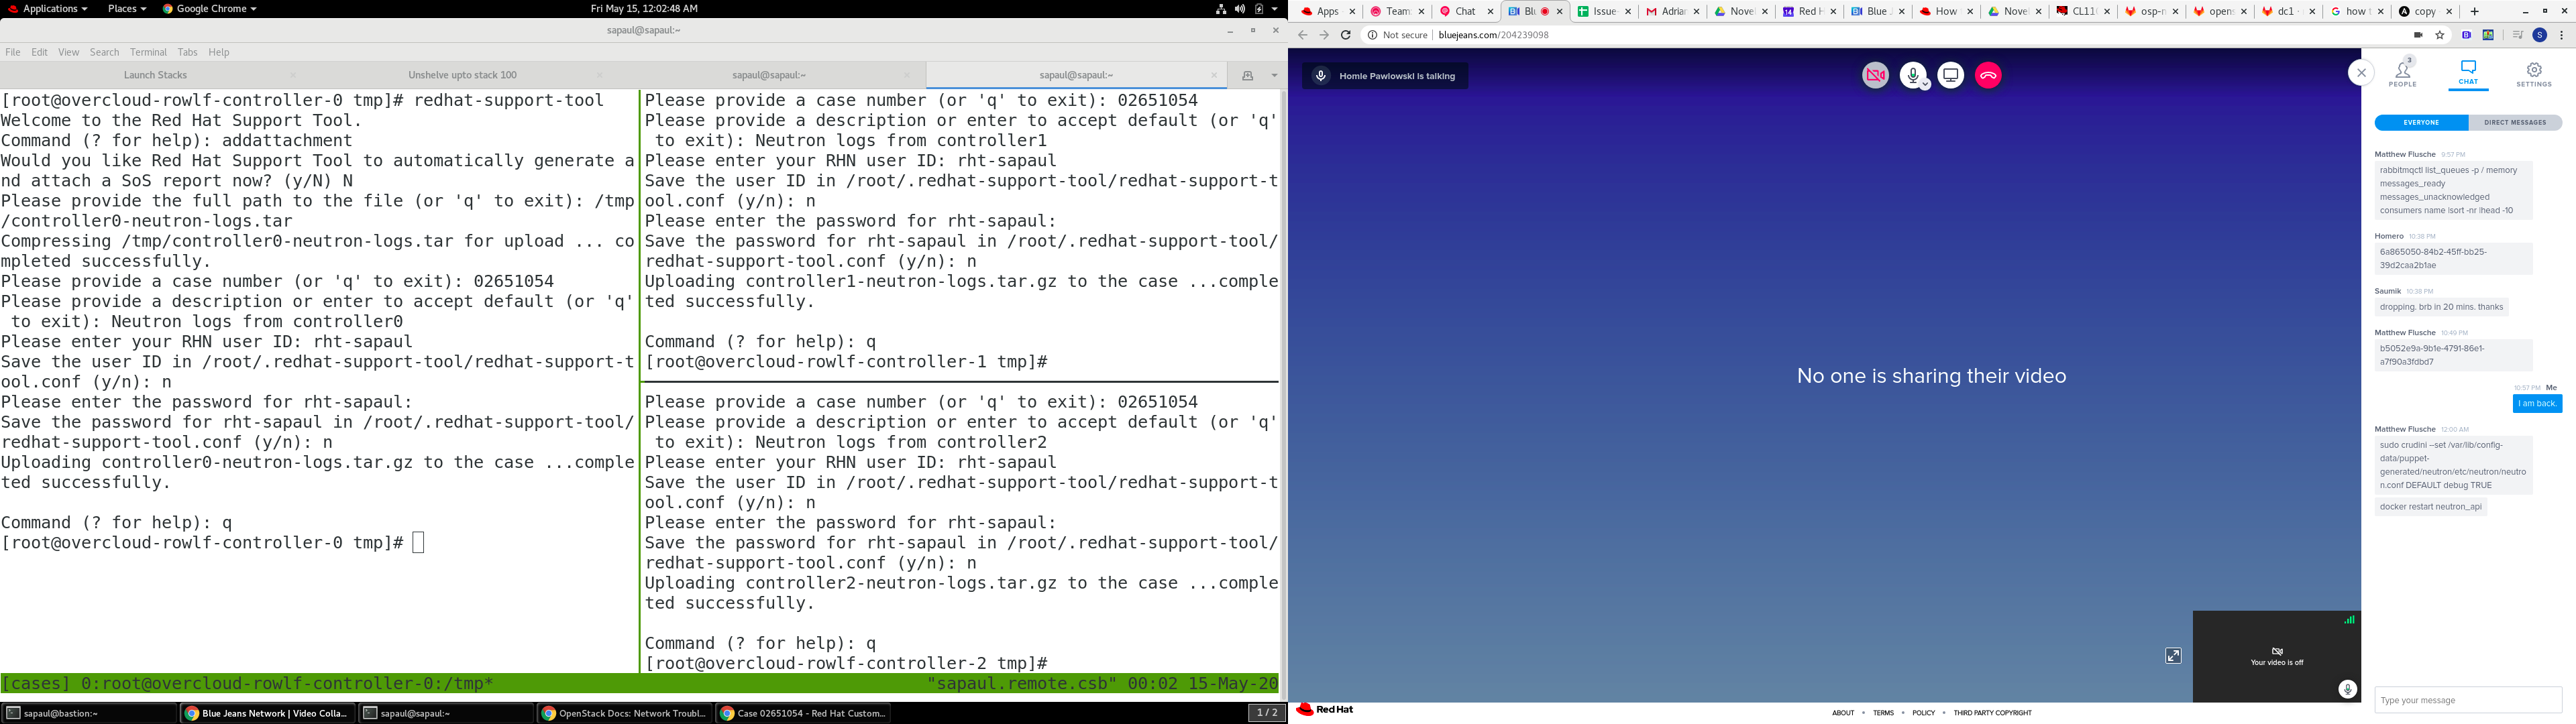 Applications
Places
Google Chrome
Fri May 15, 12:02:48 AM
sapaul@sapaul:~
File Edit View Search Terminal Tabs Help
Launch Stacks
Unshelve upto stack 100
sapaul@sapaul:~
sapaul@sapaul:~
[root@overcloud-rowlf-controller-0 tmp]# redhat-support-tool
Welcome to the Red Hat Support Tool.
Command (? for help): addattachment
Would you like Red Hat Support Tool to automatically generate a
nd attach a SoS report now? (y/N) N
Please provide the full path to the file (or 'q' to exit): /tmp
/controller0-neutron-logs.tar
Compressing /tmp/controller0-neutron-logs.tar for upload ... co
mpleted successfully.
Please provide a case number (or 'q' to exit): 02651054
Please provide a description or enter to accept default (or 'q'
 to exit): Neutron logs from controller0
Please enter your RHN user ID: rht-sapaul
Save the user ID in /root/.redhat-support-tool/redhat-support-t
ool.conf (y/n): n
Please enter the password for rht-sapaul:
Save the password for rht-sapaul in /root/.redhat-support-tool/
redhat-support-tool.conf (y/n): n
Uploading controller0-neutron-logs.tar.gz to the case ...comple
ted successfully.
Command (? for help): q
[root@overcloud-rowlf-controller-0 tmp]#
Please provide a case number (or 'q' to exit): 02651054
Please provide a description or enter to accept default (or 'q'
 to exit): Neutron logs from controller1
Please enter your RHN user ID: rht-sapaul
Save the user ID in /root/.redhat-support-tool/redhat-support-t
ool.conf (y/n): n
Please enter the password for rht-sapaul:
Save the password for rht-sapaul in /root/.redhat-support-tool/
redhat-support-tool.conf (y/n): n
Uploading controller1-neutron-logs.tar.gz to the case ...comple
ted successfully.
Command (? for help): q
[root@overcloud-rowlf-controller-1 tmp]#
Please provide a case number (or 'q' to exit): 02651054
Please provide a description or enter to accept default (or 'q'
 to exit): Neutron logs from controller2
Please enter your RHN user ID: rht-sapaul
Save the user ID in /root/.redhat-support-tool/redhat-support-t
ool.conf (y/n): n
Please enter the password for rht-sapaul:
Save the password for rht-sapaul in /root/.redhat-support-tool/
redhat-support-tool.conf (y/n): n
Uploading controller2-neutron-logs.tar.gz to the case ...comple
ted successfully.
Command (? for help): q
[root@overcloud-rowlf-controller-2 tmp]#
[cases] 0:root@overcloud-rowlf-controller-0:/tmp*
"sapaul.remote.csb" 00:02 15-May-20
sapaul@bastion:~
Blue Jeans Network | Video Colla...
sapaul@sapaul:~
OpenStack Docs: Network Troubl...
Case 02651054 - Red Hat Custom...
1 / 2
Apps
Team
Chat
Issue
Adria
Nove
Red H
Blue
How
Nove
CL11
osp-n
opens
dc1 -
how
copy
Not secure
bluejeans.com/204239098
Homie Pawlowski is talking
No one is sharing their video
Your video is off
Red Hat
ABOUT • TERMS • POLICY • THIRD PARTY COPYRIGHT
3
PEOPLE
CHAT
SETTINGS
EVERYONE
DIRECT MESSAGES
Matthew Flusche 9:57 PM
rabbitmqctl list_queues -p / memory
messages_ready
messages_unacknowledged
consumers name |sort -nr |head -10
Homero 10:38 PM
6a865050-84b2-45ff-bb25-
39d2caa2b1ae
Saumik 10:38 PM
dropping. brb in 20 mins. thanks
Matthew Flusche 10:49 PM
b5052e9a-9b1e-4791-86e1-
a7f90a3fdbd7
10:57 PM Me
I am back.
Matthew Flusche 12:00 AM
sudo crudini --set /var/lib/config-
data/puppet-
generated/neutron/etc/neutron/neutro
n.conf DEFAULT debug TRUE
docker restart neutron_api
Type your message